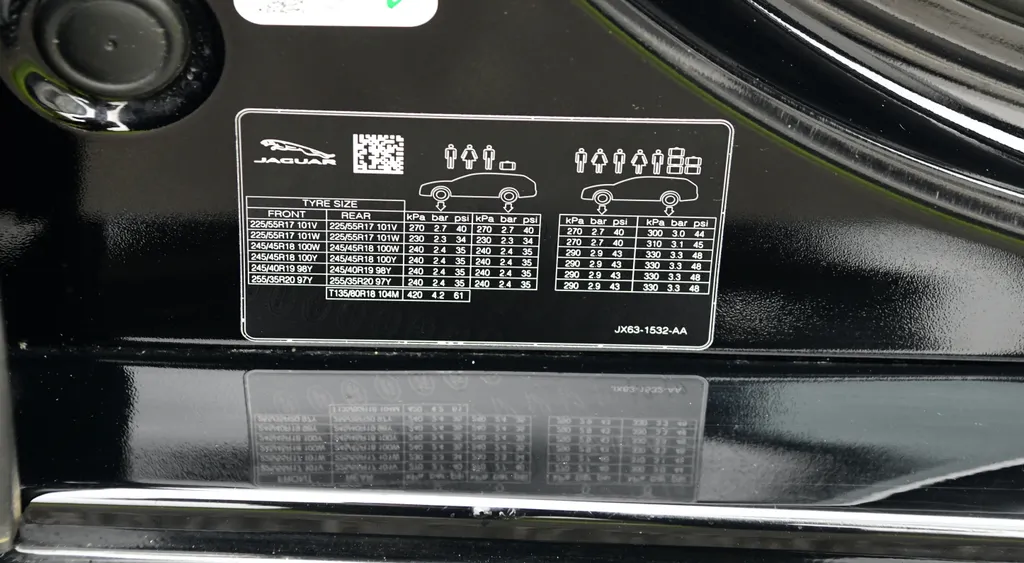 JAGUAR
TYRE SIZE
FRONT REAR kPa bar psi kPa bar psi kPa bar psi kPa bar psi
225/55R17 101V 225/55R17 101V 270 2.7 40 270 2.7 40 270 2.7 40 300 3.0 44
225/55R17 101W 225/55R17 101W 230 2.3 34 230 2.3 34 270 2.7 40 310 3.1 45
245/45R18 100W 245/45R18 100W 240 2.4 35 240 2.4 35 290 2.9 43 330 3.3 48
245/45R18 100Y 245/45R18 100Y 240 2.4 35 240 2.4 35 290 2.9 43 330 3.3 48
245/40R19 98Y 245/40R19 98Y 240 2.4 35 240 2.4 35 290 2.9 43 330 3.3 48
255/35R20 97Y 255/35R20 97Y 240 2.4 35 240 2.4 35 290 2.9 43 330 3.3 48
T135/80R18 104M 420 4.2 61
JX63-1532-AA